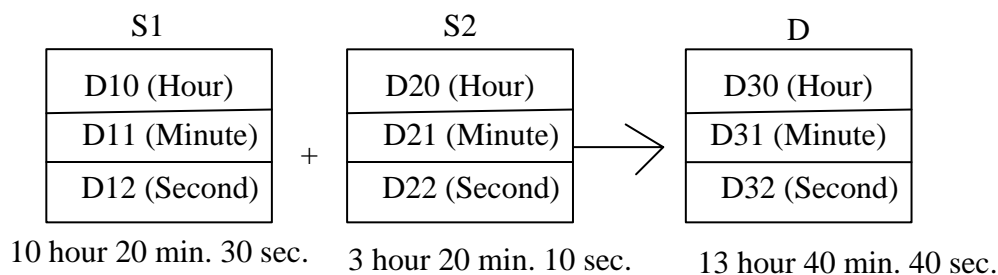 S1 S2 D
D10 (Hour) D20 (Hour) D30 (Hour)
D11 (Minute) + D21 (Minute) D31 (Minute)
D12 (Second) D22 (Second) D32 (Second)
10 hour 20 min. 30 sec. 3 hour 20 min. 10 sec. 13 hour 40 min. 40 sec.